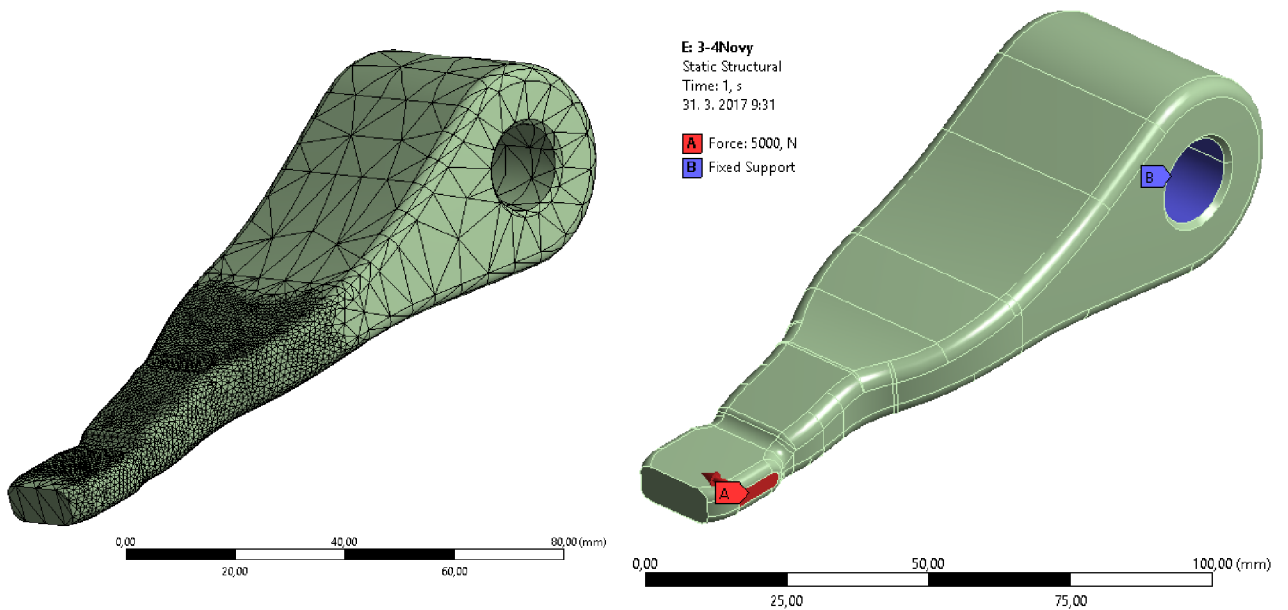 E: 3-4Novy
Static Structural
Time: 1, s
31. 3. 2017 9:31
A Force: 5000, N
B Fixed Support
B
A
0,00 40,00 80,00 (mm)
20,00 60,00
0,00 50,00 100,00 (mm)
25,00 75,00